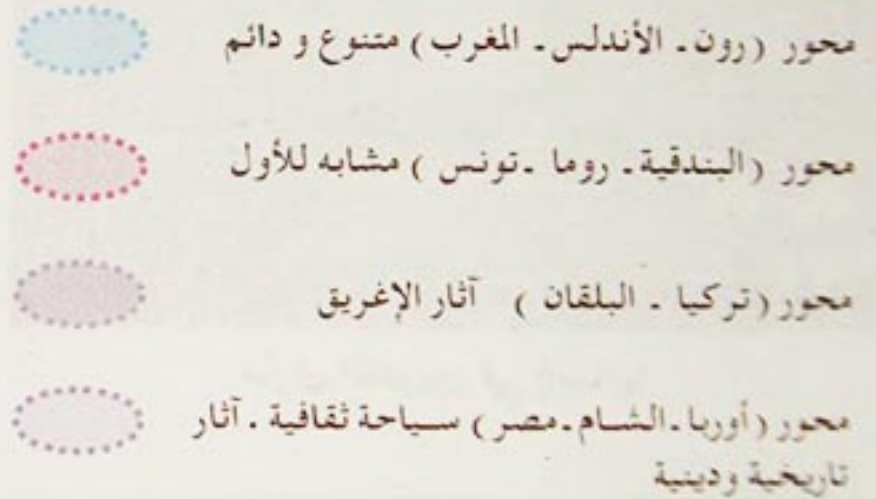 محور (رون. الأندلس. المغرب) متنوع و دائم
محور (البندقية. روما .تونس) مشابه للأول
محور (تركيا . البلقان ) آثار الإغريق
محور (أوربا.الشام.مصر) سياحة ثقافية . آثار
تاريخية ودينية